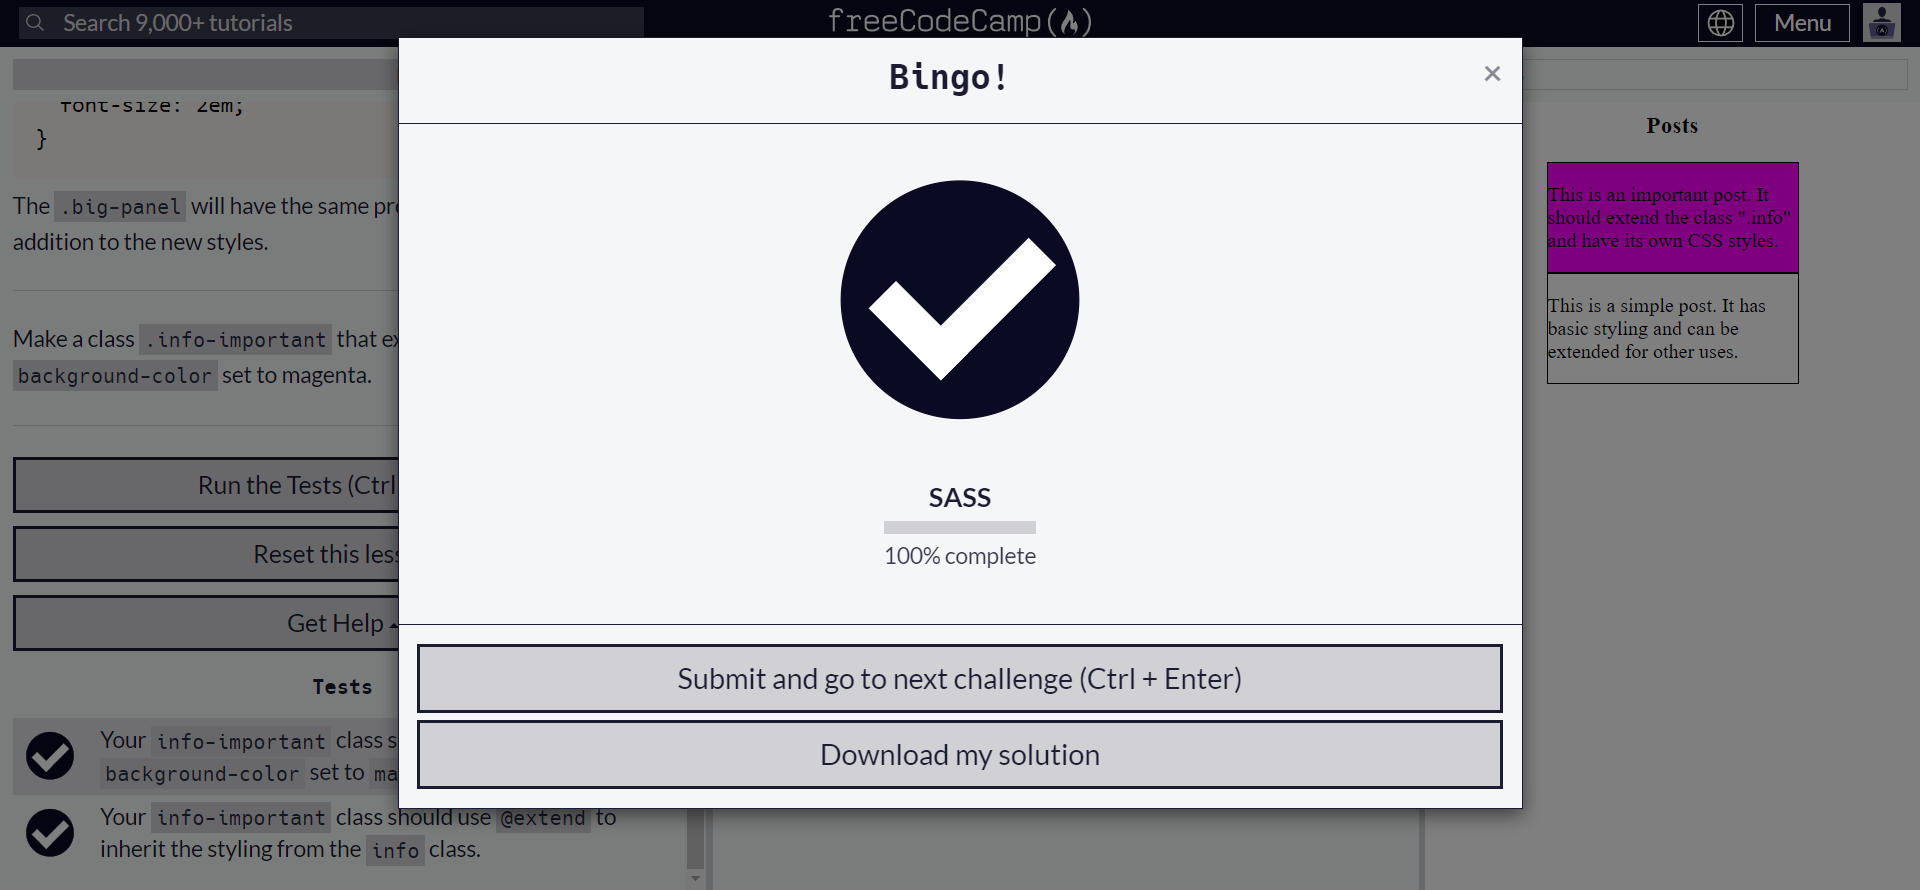 Search 9,000+ tutorials
freeCodeCamp
Menu
Bingo!
×
font-size: 2em;
}
The .big-panel will have the same
addition to the new styles.
Make a class .info-important that
background-color set to magenta.
Run the Tests (Ctrl
Reset this
Get Help
Tests
Your info-important class
background-color set to
Your info-important class should use @extend to
inherit the styling from the info class.
SASS
100% complete
Submit and go to next challenge (Ctrl + Enter)
Download my solution
Posts
This is an important post. It
should extend the class ".info"
and have its own CSS styles.
This is a simple post. It has
basic styling and can be
extended for other uses.